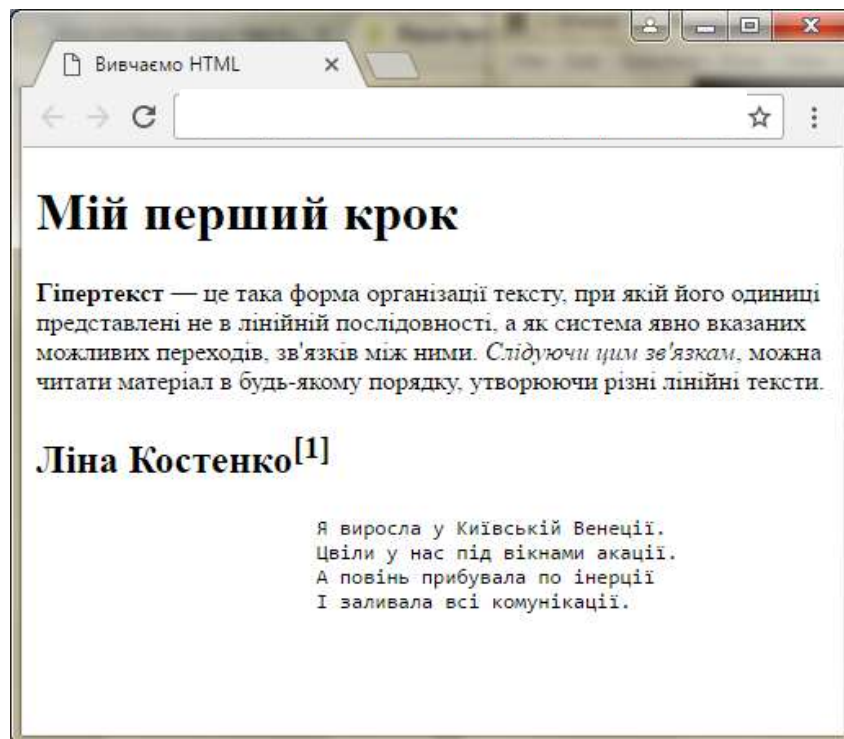 Вивчаємо HTML
Мій перший крок
Гіпертекст — це така форма організації тексту, при якій його одиниці
представлені не в лінійній послідовності, а як система явно вказаних
можливих переходів, зв'язків між ними. Слідуючи цим зв'язкам, можна
читати матеріал в будь-якому порядку, утворюючи різні лінійні тексти.
Ліна Костенко[1]
Я виросла у Київській Венеції.
Цвіли у нас під вікнами акації.
А повінь прибувала по інерції
І заливала всі комунікації.